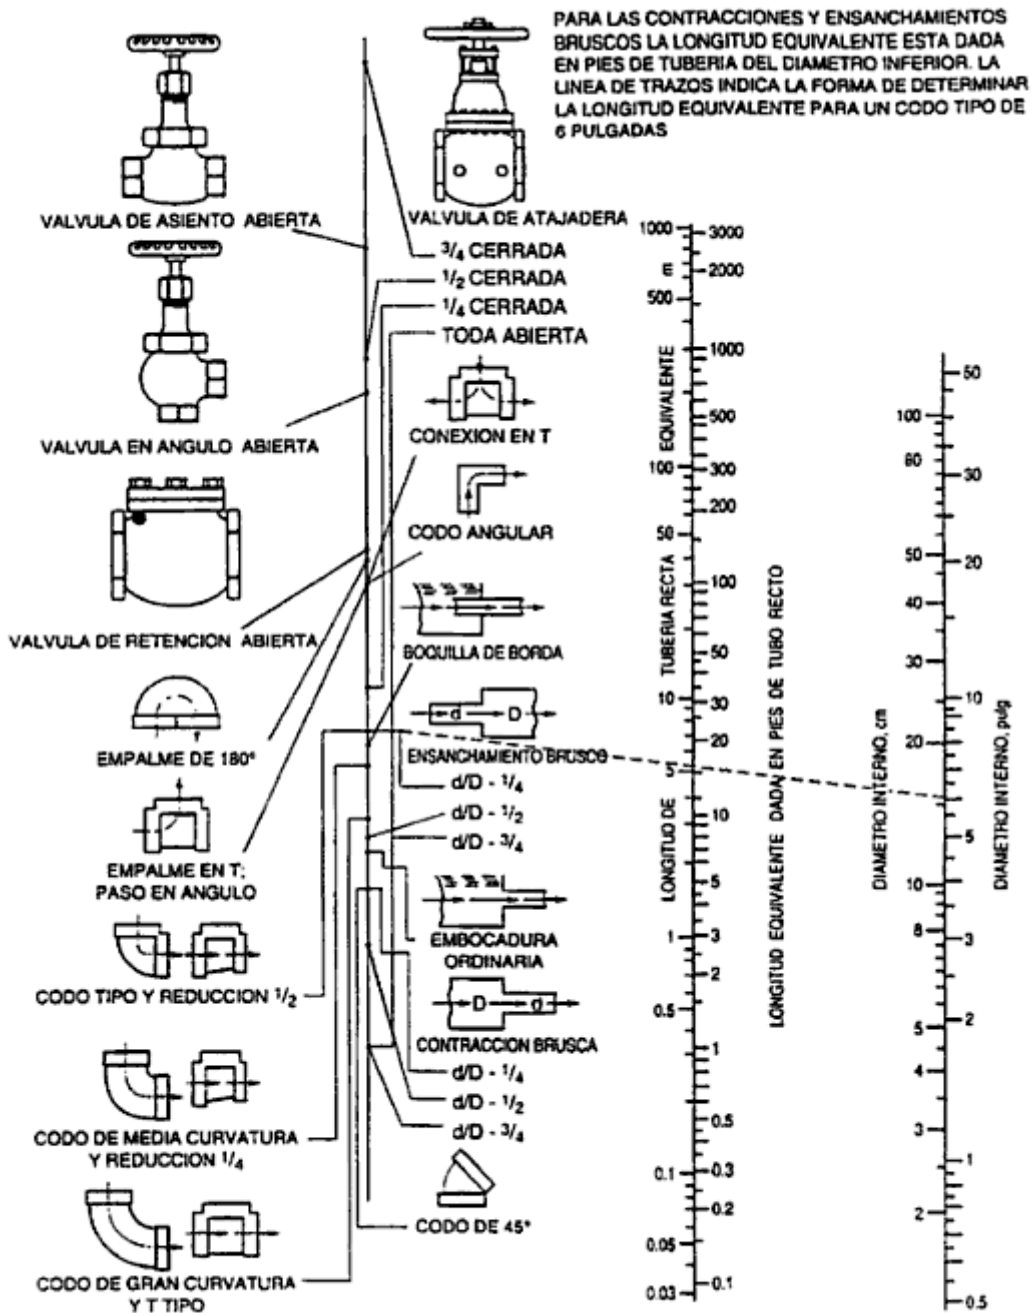 PARA LAS CONTRACCIONES Y ENSANCHAMIENTOS
BRUSCOS LA LONGITUD EQUIVALENTE ESTA DADA
EN PIES DE TUBERIA DEL DIAMETRO INFERIOR. LA
LINEA DE TRAZOS INDICA LA FORMA DE DETERMINAR
LA LONGITUD EQUIVALENTE PARA UN CODO TIPO DE
6 PULGADAS
VALVULA DE ASIENTO ABIERTA
VALVULA EN ANGULO ABIERTA
VALVULA DE RETENCION ABIERTA
EMPALME DE 180°
EMPALME EN T;
PASO EN ANGULO
CODO TIPO Y REDUCCION 1/2
CODO DE MEDIA CURVATURA
Y REDUCCION 1/4
CODO DE GRAN CURVATURA
Y T TIPO
VALVULA DE ATAJADERA
3/4 CERRADA
1/2 CERRADA
1/4 CERRADA
TODA ABIERTA
CONEXION EN T
CODO ANGULAR
BOQUILLA DE BORDA
d
D
ENSANCHAMIENTO BRUSCO
d/D - 1/4
d/D - 1/2
d/D - 3/4
EMBOCADURA
ORDINARIA
D
d
CONTRACCION BRUSCA
d/D - 1/4
d/D - 1/2
d/D - 3/4
CODO DE 45°
LONGITUD DE TUBERIA RECTA EQUIVALENTE
1000
m
500
100
50
10
5
1
0.5
0.1
0.05
0.03
3000
2000
1000
500
300
200
100
50
30
20
10
5
3
2
1
0.5
0.3
0.2
0.1
LONGITUD EQUIVALENTE DADA, EN PIES DE TUBO RECTO
DIAMETRO INTERNO, cm
100
50
40
30
20
10
8
5
4
3
2
50
30
20
10
5
3
2
1
0.5
DIAMETRO INTERNO, pulg